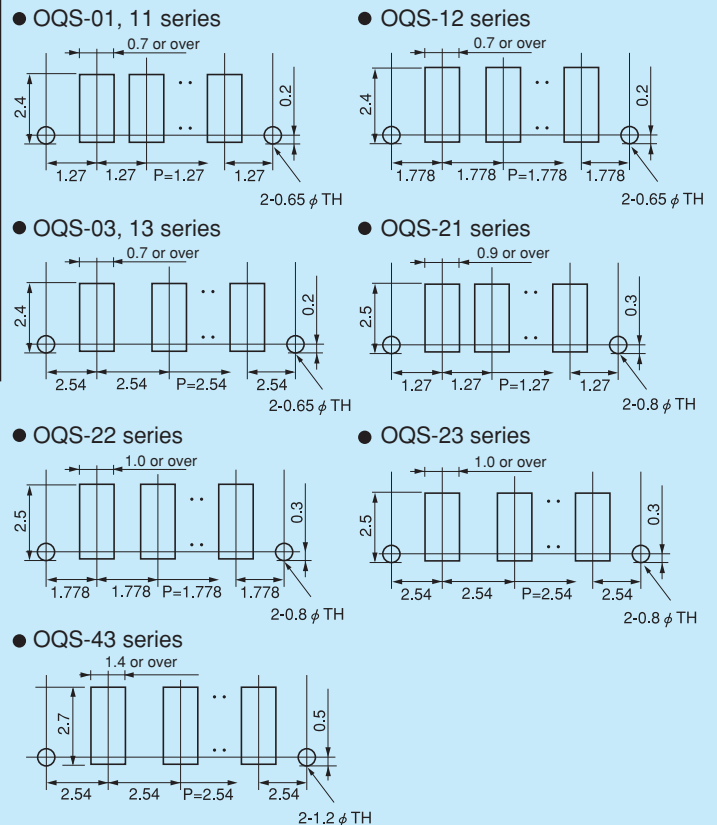 ● OQS-01, 11 series
0.7 or over
2.4
0.2
1.27 1.27 P=1.27 1.27
2-0.65 φ TH
● OQS-12 series
0.7 or over
2.4
0.2
1.778 1.778 P=1.778 1.778
2-0.65 φ TH
● OQS-03, 13 series
0.7 or over
2.4
0.2
2.54 2.54 P=2.54 2.54
2-0.65 φ TH
● OQS-21 series
0.9 or over
2.5
0.3
1.27 1.27 P=1.27 1.27
2-0.8 φ TH
● OQS-22 series
1.0 or over
2.5
0.3
1.778 1.778 P=1.778 1.778
2-0.8 φ TH
● OQS-23 series
1.0 or over
2.5
0.3
2.54 2.54 P=2.54 2.54
2-0.8 φ TH
● OQS-43 series
1.4 or over
2.7
0.5
2.54 2.54 P=2.54 2.54
2-1.2 φ TH